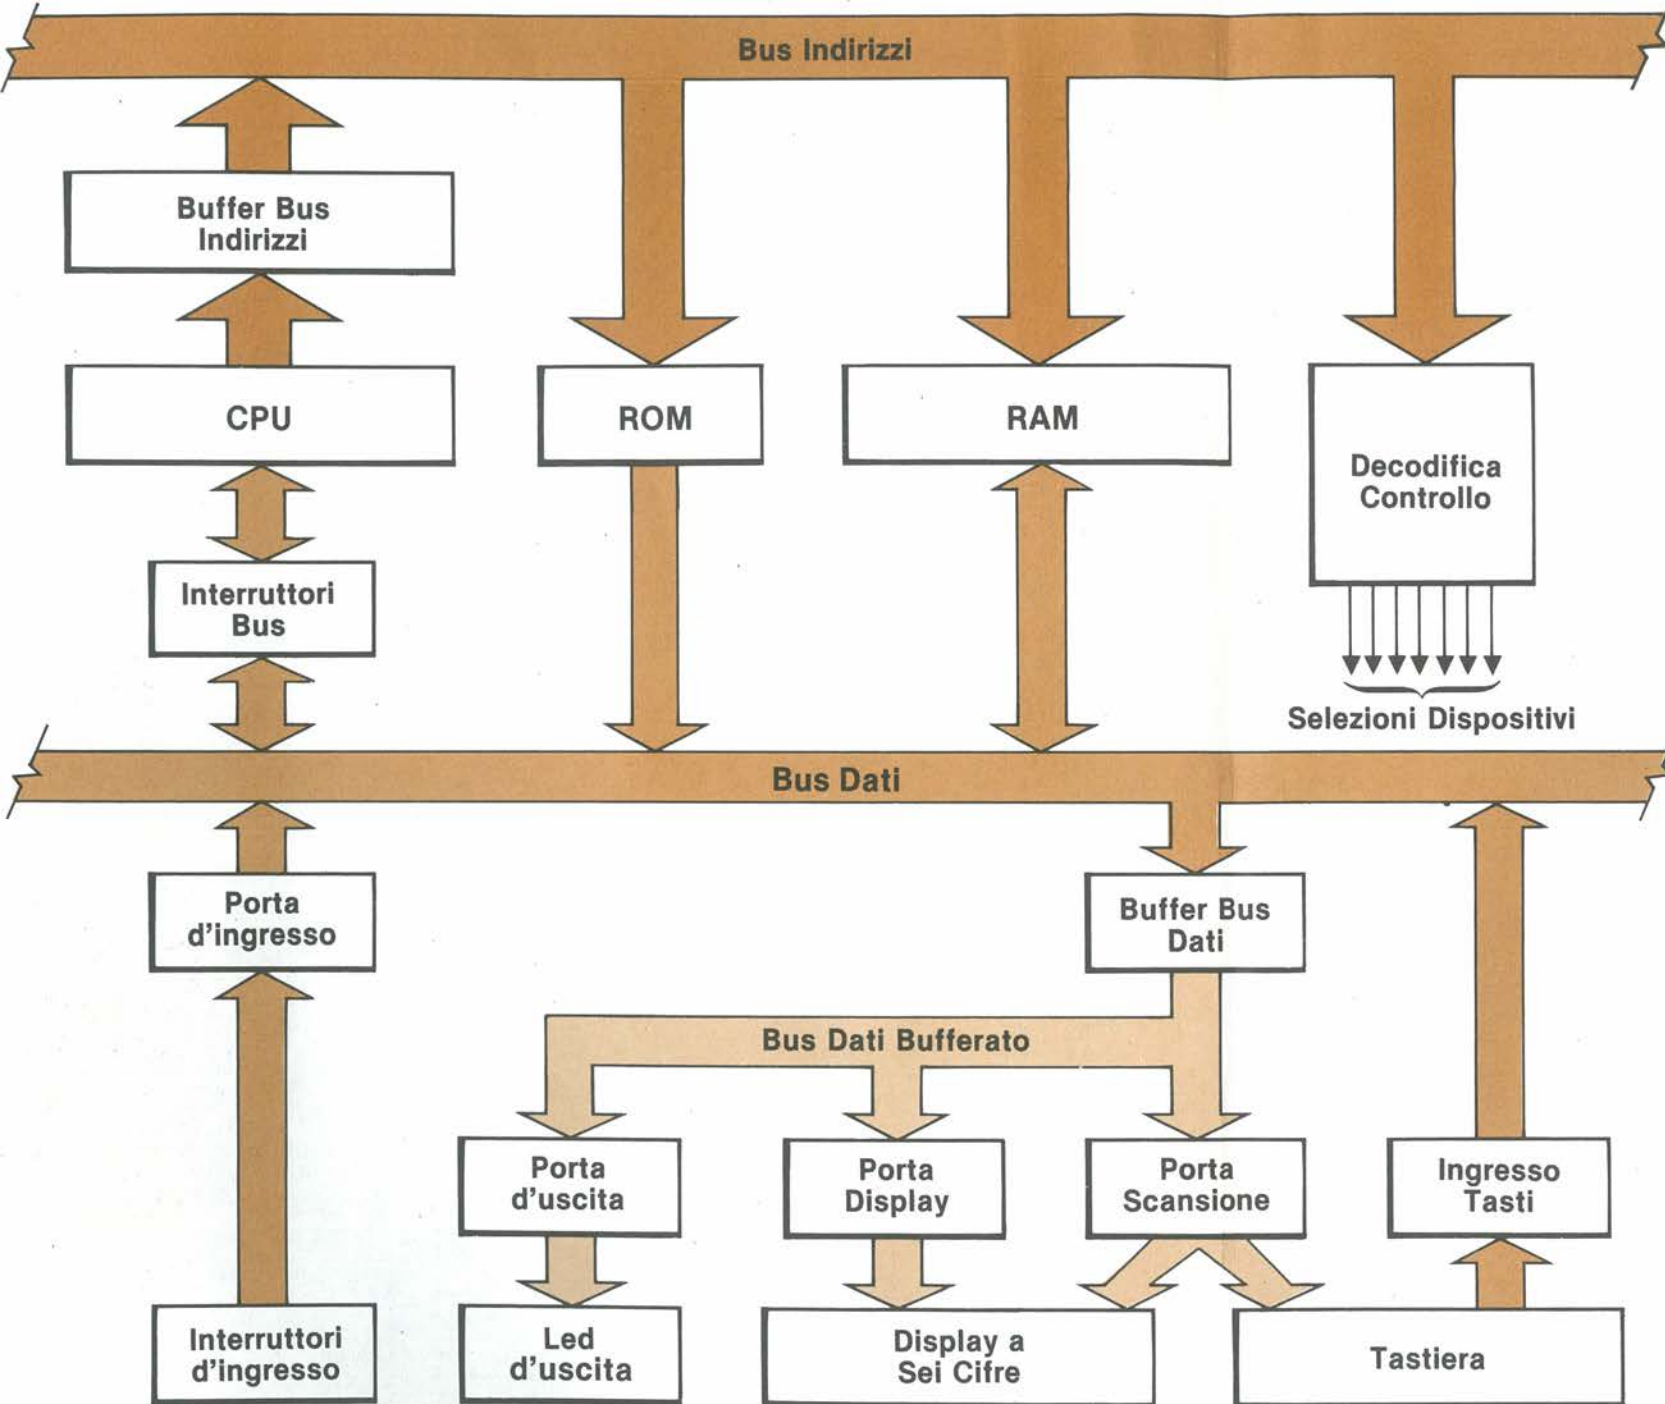 Bus Indirizzi
Buffer Bus
Indirizzi
CPU
ROM
RAM
Decodifica
Controllo
Interruttori
Bus
Selezioni Dispositivi
Bus Dati
Porta
d'ingresso
Buffer Bus
Dati
Bus Dati Bufferato
Porta
d'uscita
Porta
Display
Porta
Scansione
Ingresso
Tasti
Interruttori
d'ingresso
Led
d'uscita
Display a
Sei Cifre
Tastiera